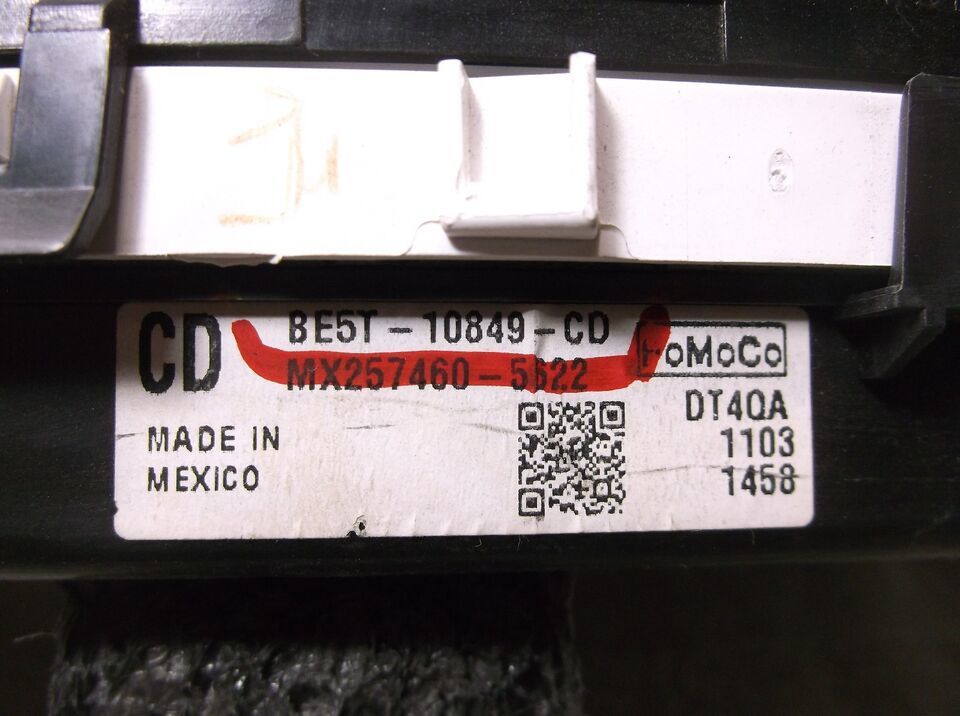 CD
BE5T-10849-CD
MX257460-5622
FoMoCo
DT4QA
1103
1458
MADE IN
MEXICO